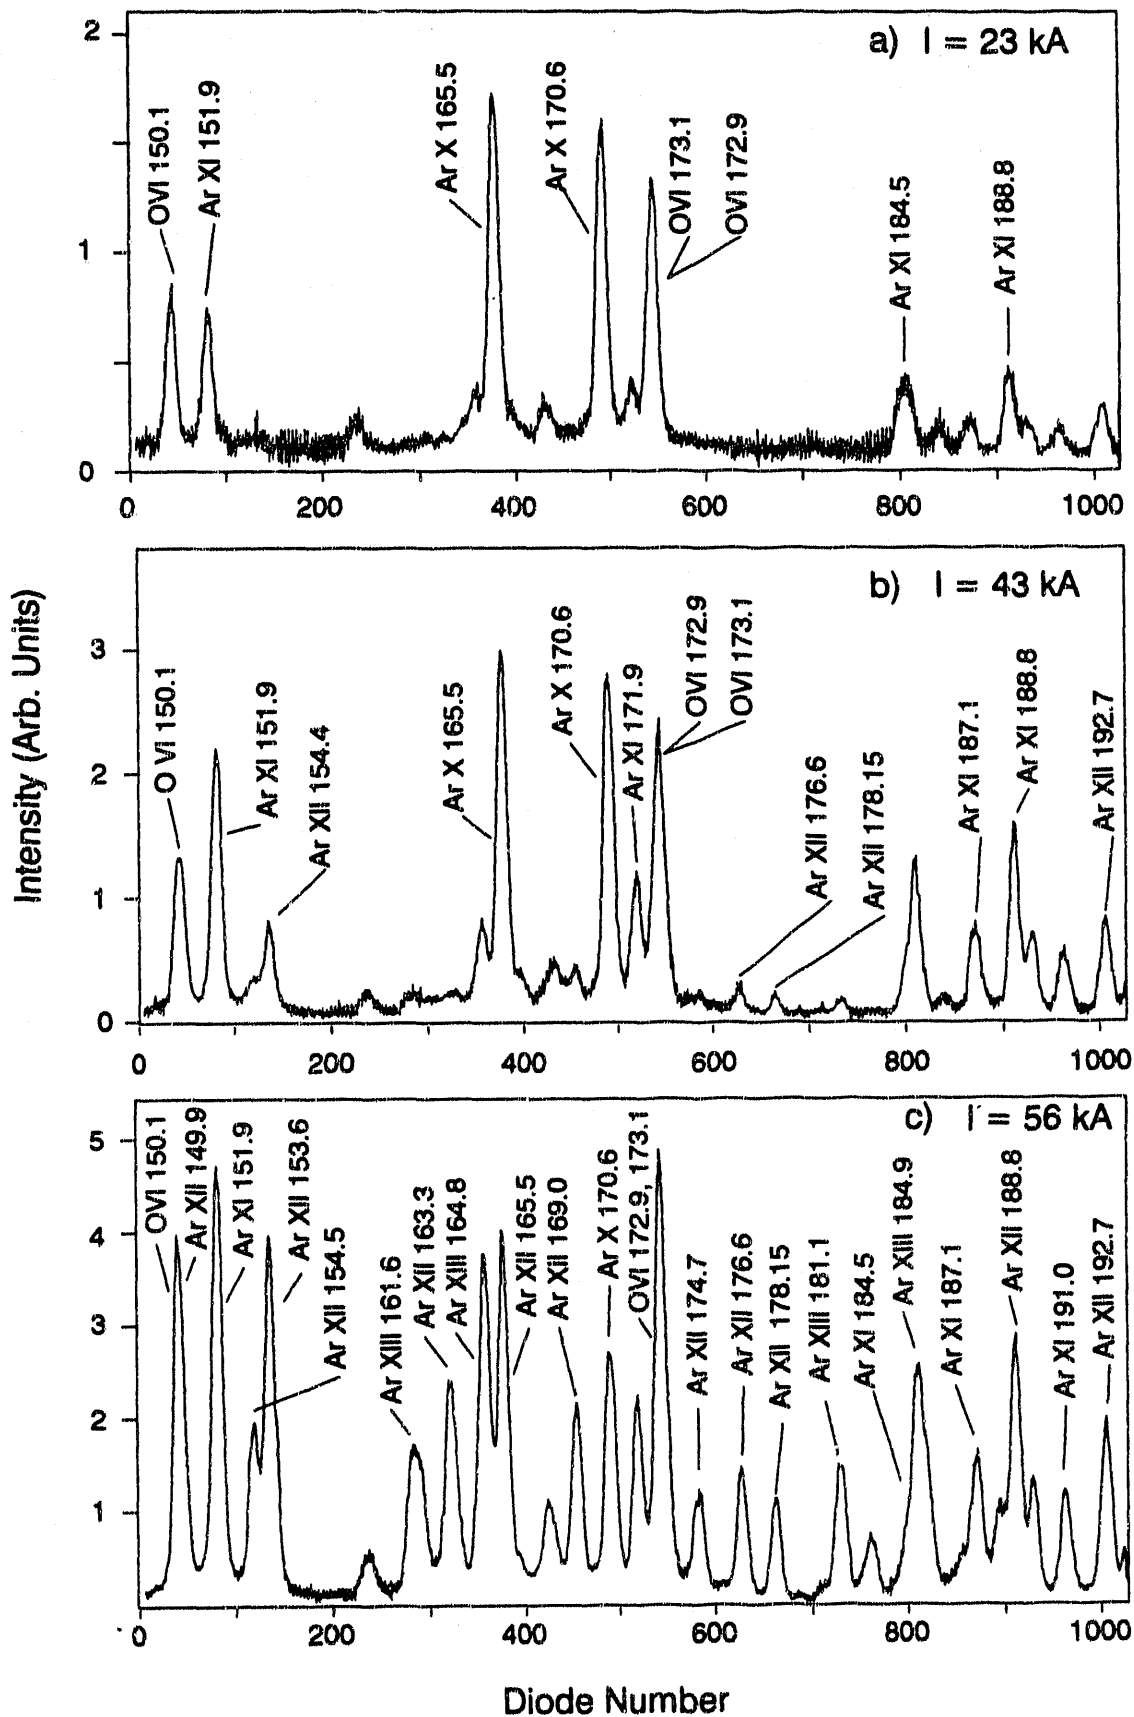 a) I = 23 kA
2
1
0
OVI 150.1
Ar XI 151.9
Ar X 165.5
Ar X 170.6
OVI 173.1
OVI 172.9
Ar XI 184.5
Ar XI 188.8
0 200 400 600 800 1000
Intensity (Arb. Units)
b) I = 43 kA
3
2
1
0
O VI 150.1
Ar XI 151.9
Ar XII 154.4
Ar X 165.5
Ar X 170.6
Ar XI 171.9
OVI 172.9
OVI 173.1
Ar XII 176.6
Ar XII 178.15
Ar XI 187.1
Ar XI 188.8
Ar XII 192.7
0 200 400 600 800 1000
c) I = 56 kA
5
4
3
2
1
OVI 150.1
Ar XII 149.9
Ar XI 151.9
Ar XII 154.5
Ar XII 153.6
Ar XIII 161.6
Ar XII 163.3
Ar XIII 164.8
Ar XII 165.5
Ar XII 169.0
Ar X 170.6
OVI 172.9, 173.1
Ar XII 174.7
Ar XII 176.6
Ar XII 178.15
Ar XIII 181.1
Ar XI 184.5
Ar XIII 184.9
Ar XI 187.1
Ar XII 188.8
Ar XI 191.0
Ar XII 192.7
0 200 400 600 800 1000
Diode Number